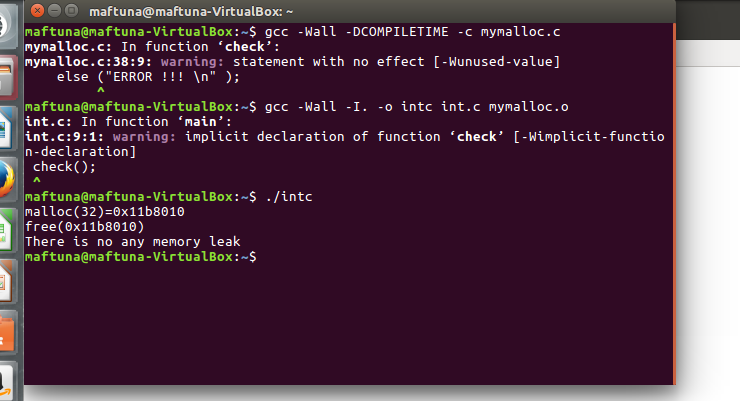 maftuna@maftuna-VirtualBox: ~
maftuna@maftuna-VirtualBox:~$ gcc -Wall -DCOMPILETIME -c mymalloc.c
mymalloc.c: In function ‘check’:
mymalloc.c:38:9: warning: statement with no effect [-Wunused-value]
    else ("ERROR !!! \n" );
         ^
maftuna@maftuna-VirtualBox:~$ gcc -Wall -I. -o intc int.c mymalloc.o
int.c: In function ‘main’:
int.c:9:1: warning: implicit declaration of function ‘check’ [-Wimplicit-functio
n-declaration]
 check();
 ^
maftuna@maftuna-VirtualBox:~$ ./intc
malloc(32)=0x11b8010
free(0x11b8010)
There is no any memory leak
maftuna@maftuna-VirtualBox:~$